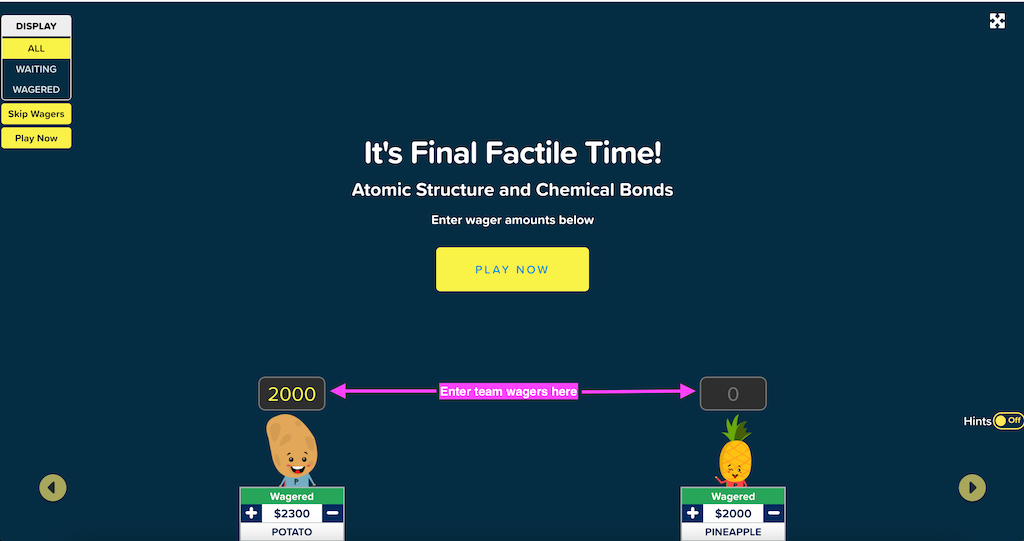 DISPLAY
ALL
WAITING
WAGERED
Skip Wagers
Play Now
It's Final Factile Time!
Atomic Structure and Chemical Bonds
Enter wager amounts below
PLAY NOW
2000
Enter team wagers here
0
Hints Off
P
P
Wagered
+ $2300 −
POTATO
Wagered
+ $2000 −
PINEAPPLE